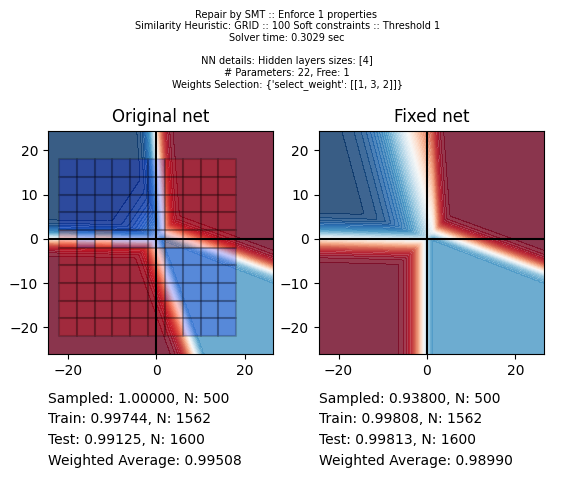 Repair by SMT :: Enforce 1 properties
Similarity Heuristic: GRID :: 100 Soft constraints :: Threshold 1
Solver time: 0.3029 sec
NN details: Hidden layers sizes: [4]
# Parameters: 22, Free: 1
Weights Selection: {'select_weight': [[1, 3, 2]]}
Original net
Fixed net
20
10
0
−10
−20
−20
0
20
20
10
0
−10
−20
−20
0
20
Sampled: 1.00000, N: 500
Train: 0.99744, N: 1562
Test: 0.99125, N: 1600
Weighted Average: 0.99508
Sampled: 0.93800, N: 500
Train: 0.99808, N: 1562
Test: 0.99813, N: 1600
Weighted Average: 0.98990